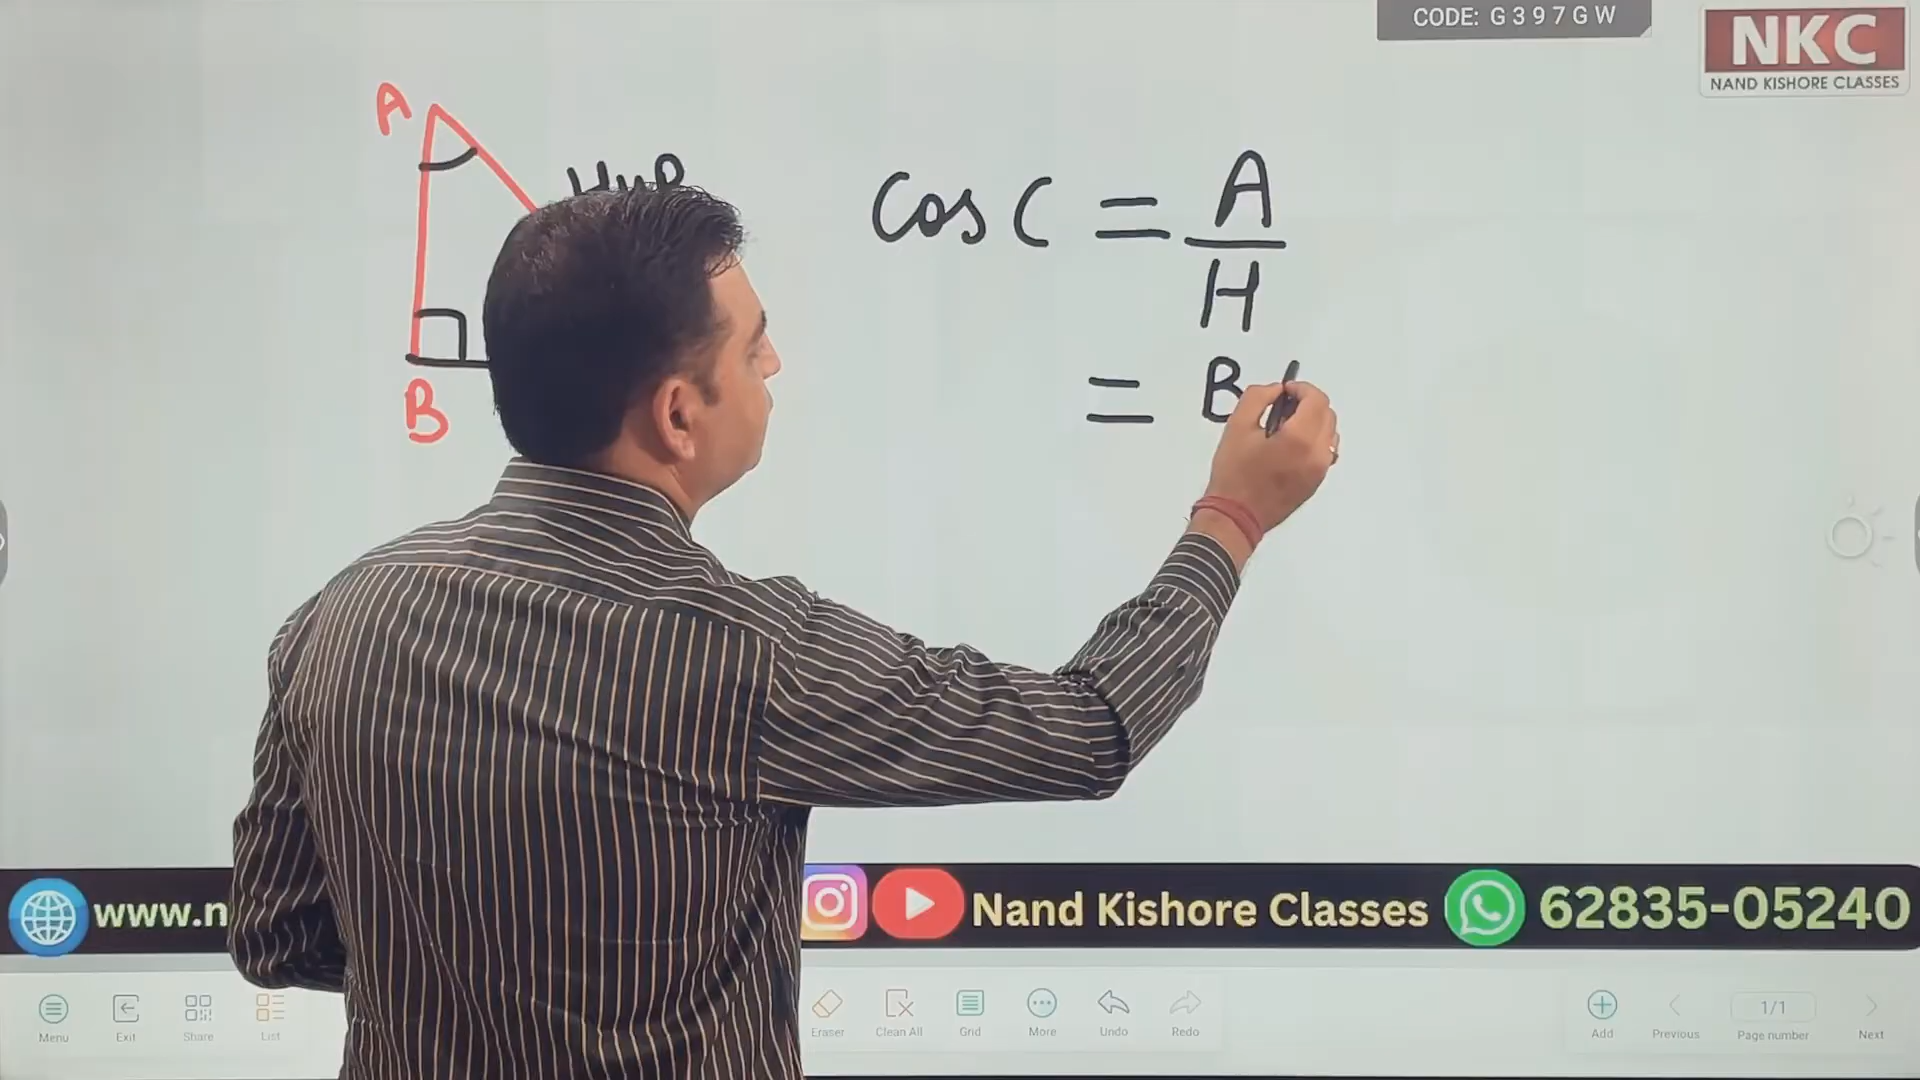 CODE: G397GW
NKC
NAND KISHORE CLASSES
A
Hyp
Cos C = A
H
= B
B
www.n
Nand Kishore Classes
62835-05240
Menu
Exit
Share
List
Eraser
Clean All
Grid
More
Undo
Redo
Add
Previous
1/1
Page number
Next